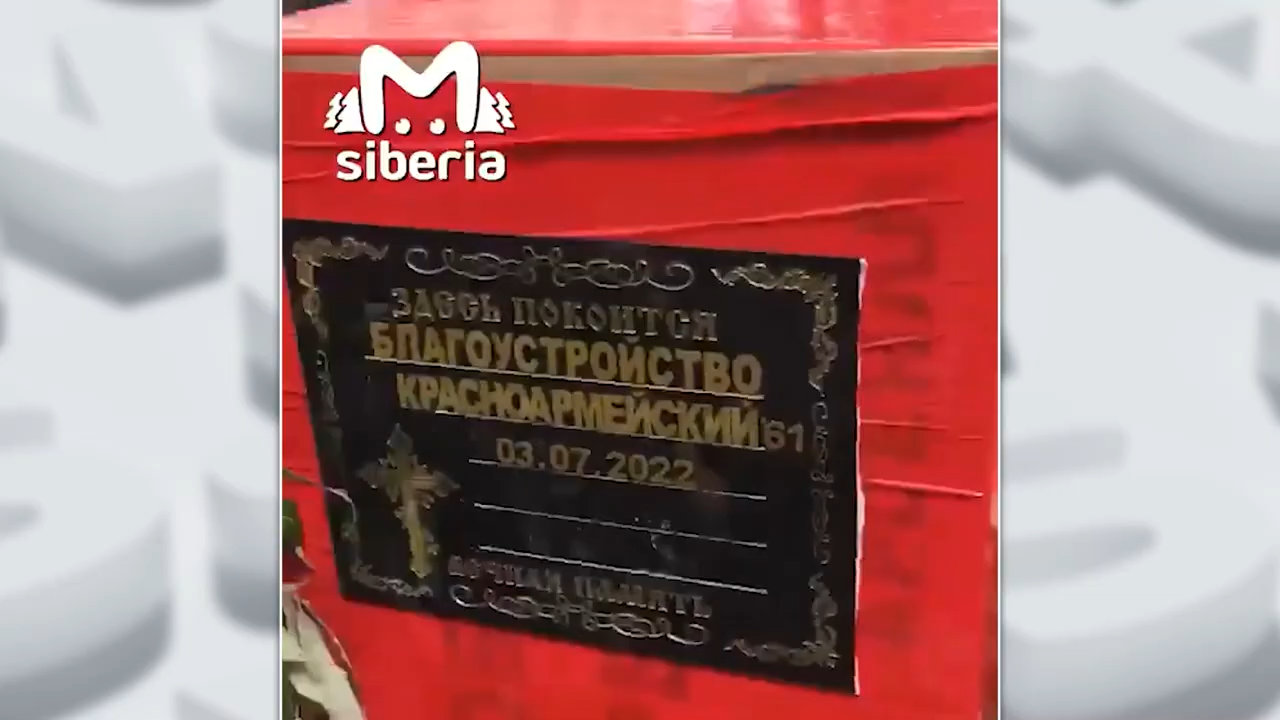 siberia
ЗДЕСЬ ПОКОИТСЯ
БЛАГОУСТРОЙСТВО
КРАСНОАРМЕЙСКИЙ 61
03.07.2022
ВЕЧНАЯ ПАМЯТЬ